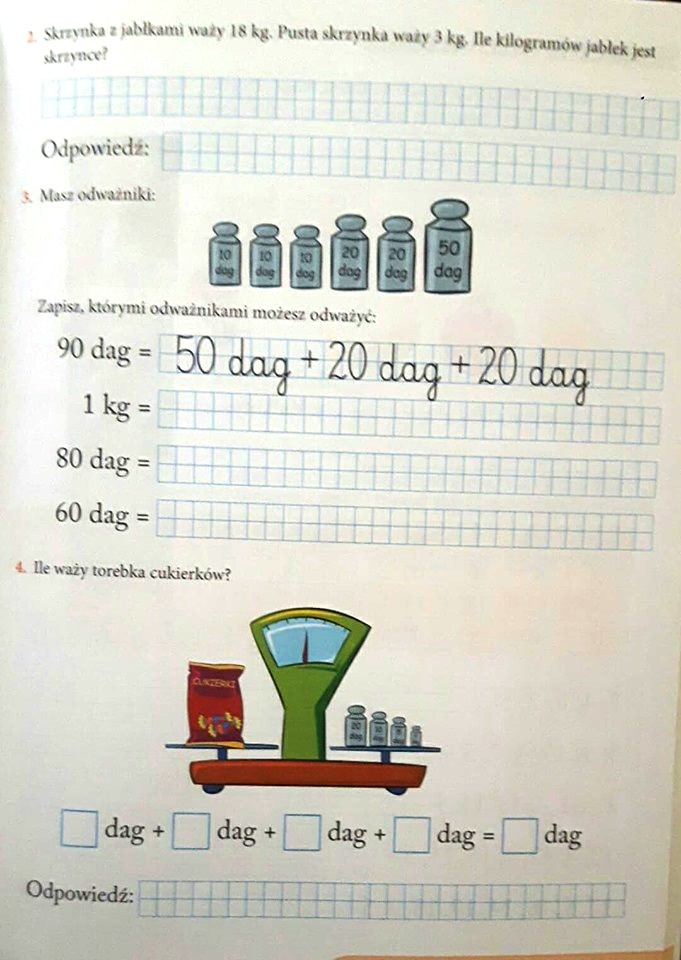 2. Skrzynka z jabłkami waży 18 kg. Pusta skrzynka waży 3 kg. Ile kilogramów jabłek jest
skrzynce?
Odpowiedź:
3. Masz odważniki:
10 dag 10 dag 10 dag 20 dag 20 dag 50 dag
Zapisz, którymi odważnikami możesz odważyć:
90 dag = 50 dag + 20 dag + 20 dag
1 kg =
80 dag =
60 dag =
4. Ile waży torebka cukierków?
CUKIERKI
20 dag 10 dag dag
dag + dag + dag + dag = dag
Odpowiedź: